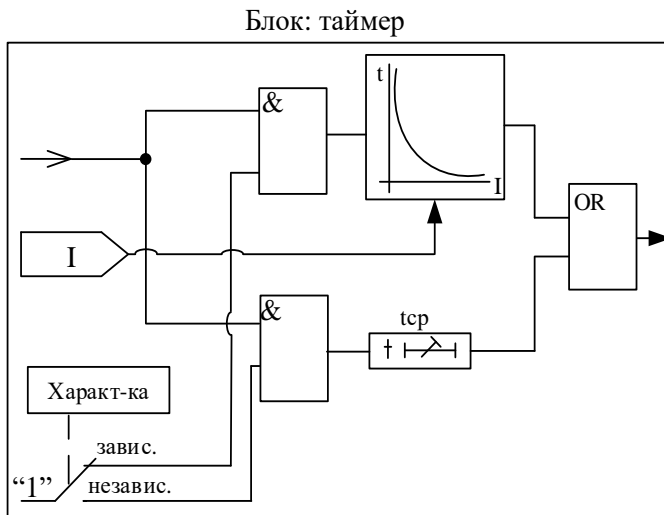 Блок: таймер
&
t
I
OR
I
&
tср
t
Характ-ка
завис.
“1”
независ.